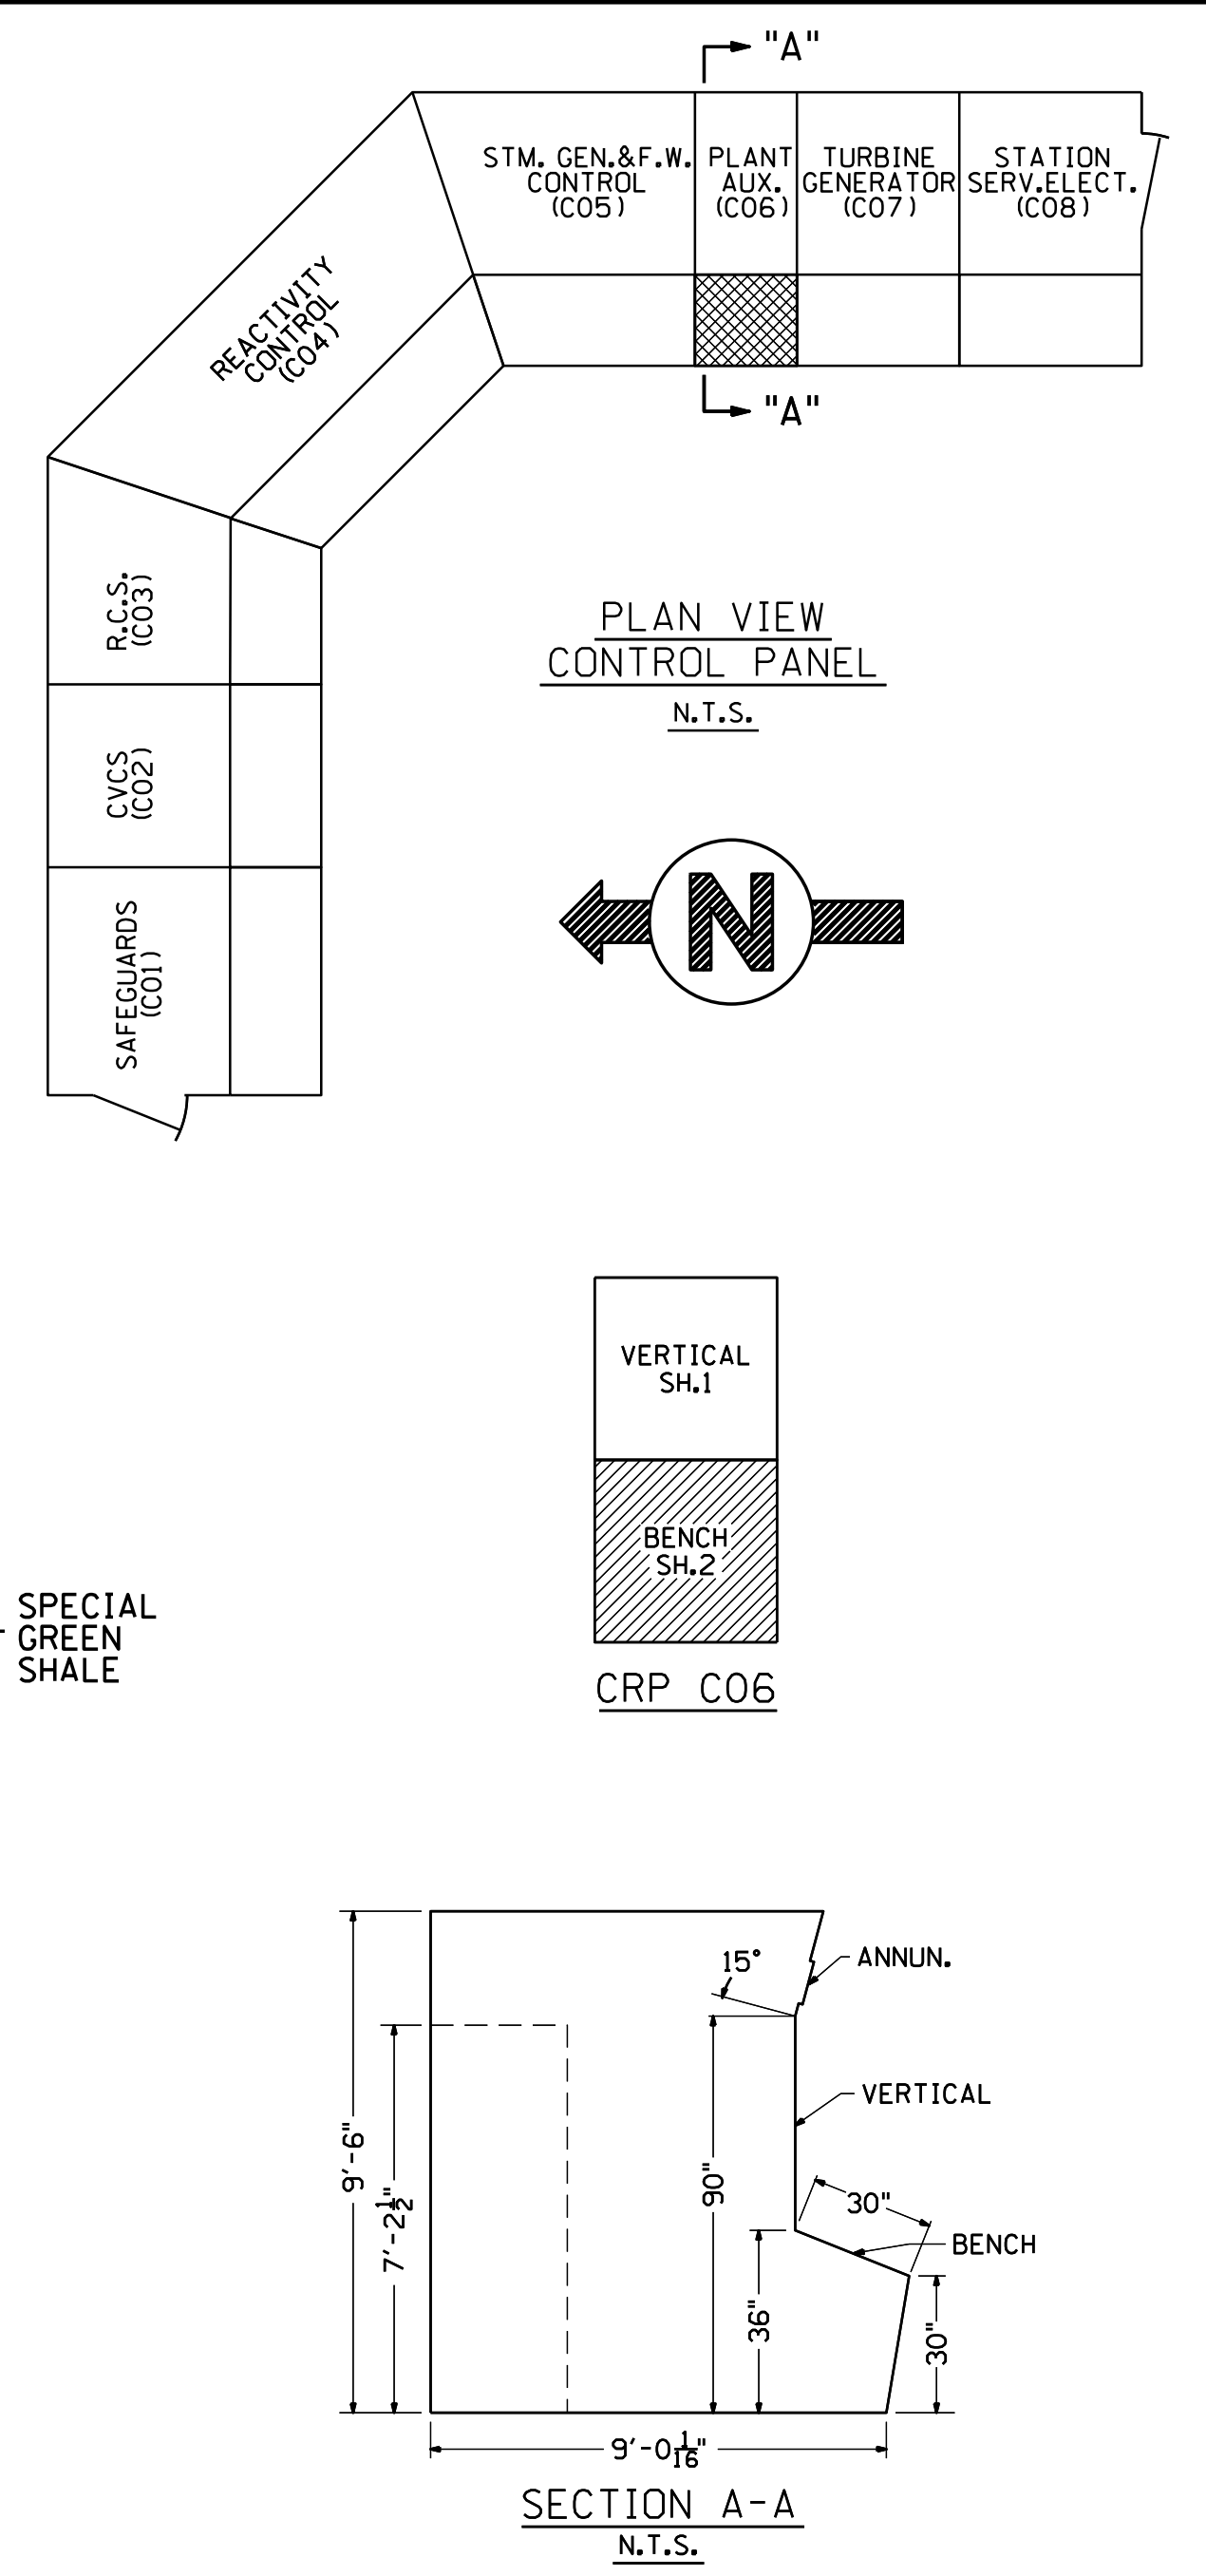 "A"
STM. GEN.&F.W.
CONTROL
(C05)
PLANT
AUX.
(C06)
TURBINE
GENERATOR
(C07)
STATION
SERV.ELECT.
(C08)
REACTIVITY
CONTROL
(C04)
"A"
R.C.S.
(C03)
PLAN VIEW
CONTROL PANEL
N.T.S.
CVCS
(C02)
N
SAFEGUARDS
(C01)
VERTICAL
SH.1
BENCH
SH.2
SPECIAL
GREEN
SHALE
CRP C06
15°
ANNUN.
VERTICAL
9'-6"
7'-2½"
90"
30"
BENCH
36"
30"
9'-0 1/16"
SECTION A-A
N.T.S.